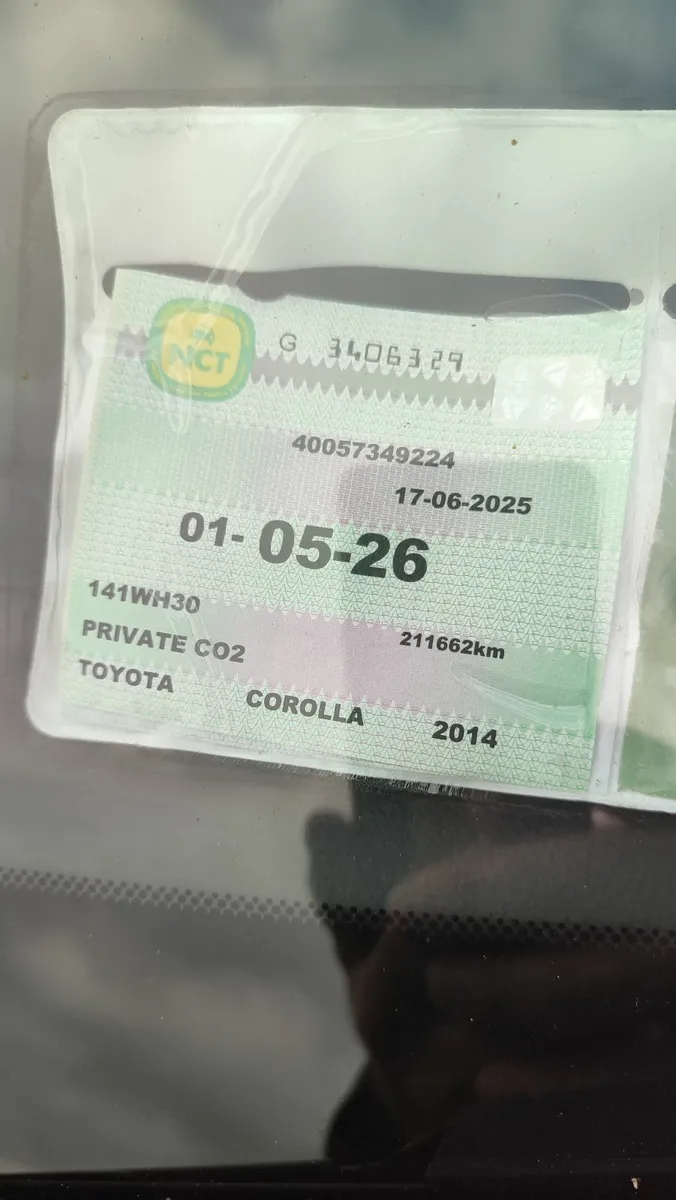 NCT
G 3406329
40057349224
17-06-2025
01-05-26
141WH30
211662km
PRIVATE CO2
TOYOTA COROLLA 2014